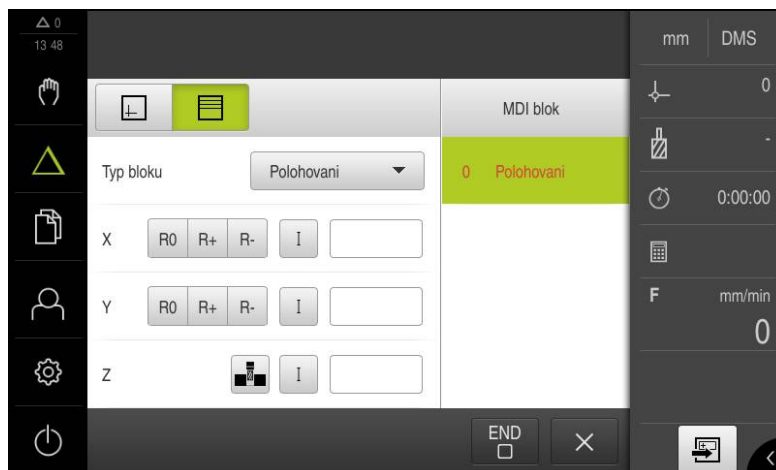 0
13 48
mm DMS
0
MDI blok
-
Typ bloku Polohovani
0 Polohovani
0:00:00
X R0 R+ R- I
F mm/min
0
Y R0 R+ R- I
Z I
END